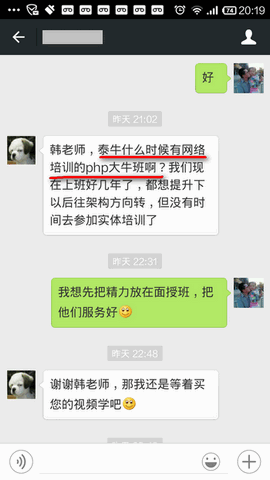 74 20:19
好
昨天 21:02
韩老师，泰牛什么时候有网络
培训的php大牛班啊？我们现
在上班好几年了，都想提升下
以后往架构方向转，但没有时
间去参加实体培训了
昨天 22:31
我想先把精力放在面授班，把
他们服务好
昨天 22:48
谢谢韩老师，那我还是等着买
您的视频学吧